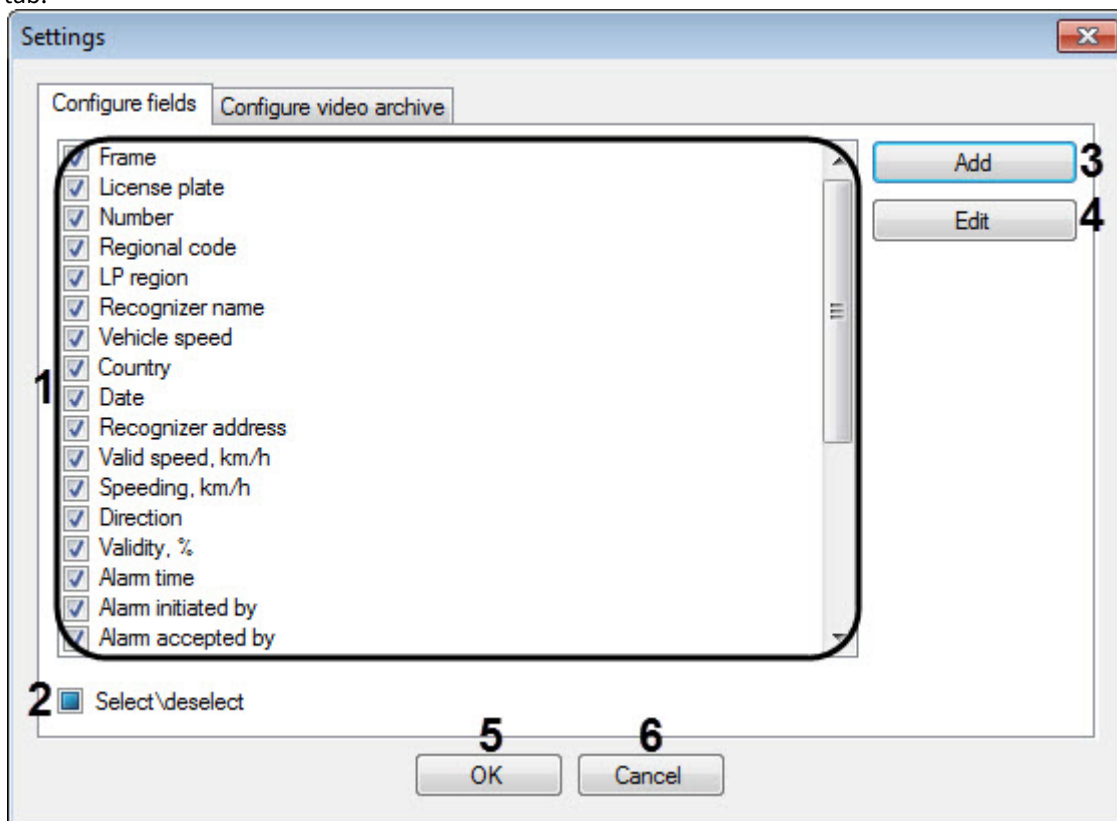 tab.
Settings
Configure fields Configure video archive
Frame
License plate
Number
Regional code
LP region
Recognizer name
Vehicle speed
Country
1
Date
Recognizer address
Valid speed, km/h
Speeding, km/h
Direction
Validity, %
Alarm time
Alarm initiated by
Alarm accepted by
Add 3
Edit 4
2 Select\deselect
5 6
OK Cancel